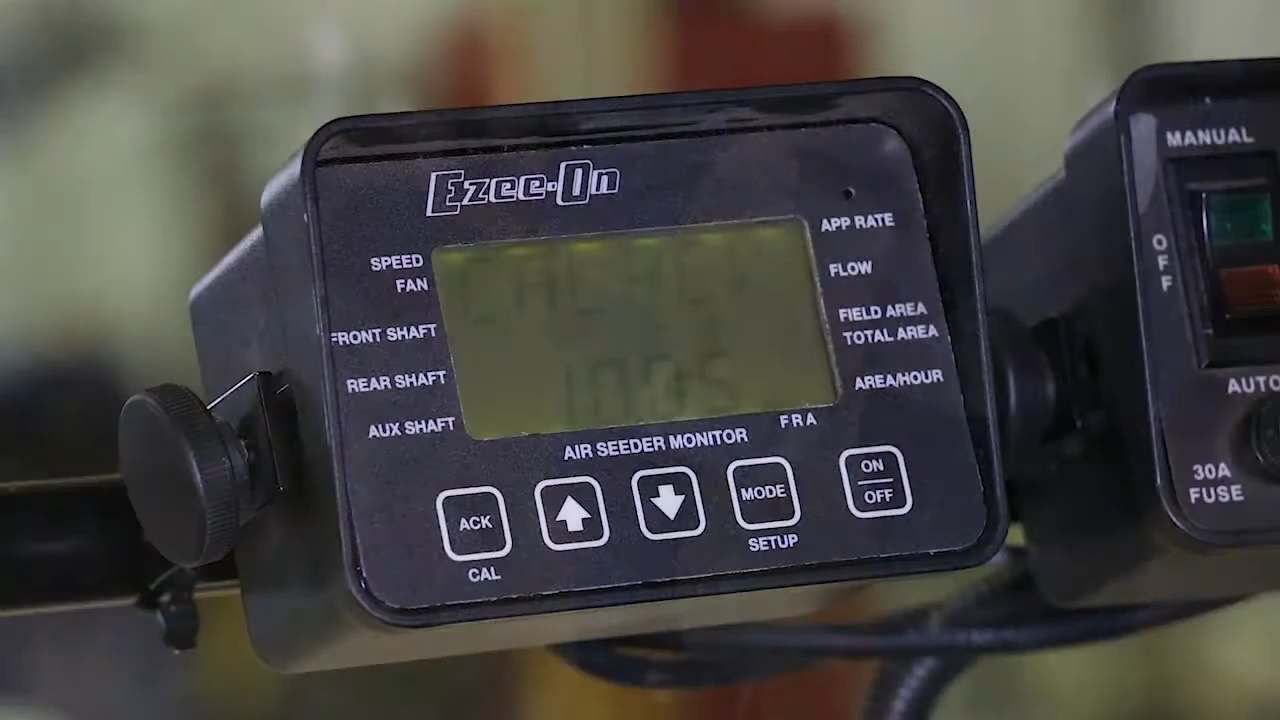 Ezee-On
APP RATE
SPEED
FAN
FLOW
FRONT SHAFT
FIELD AREA
TOTAL AREA
REAR SHAFT
AREA/HOUR
AUX SHAFT
FRA
AIR SEEDER MONITOR
ACK
MODE
ON
OFF
CAL
SETUP
MANUAL
OFF
AUTO
30A
FUSE